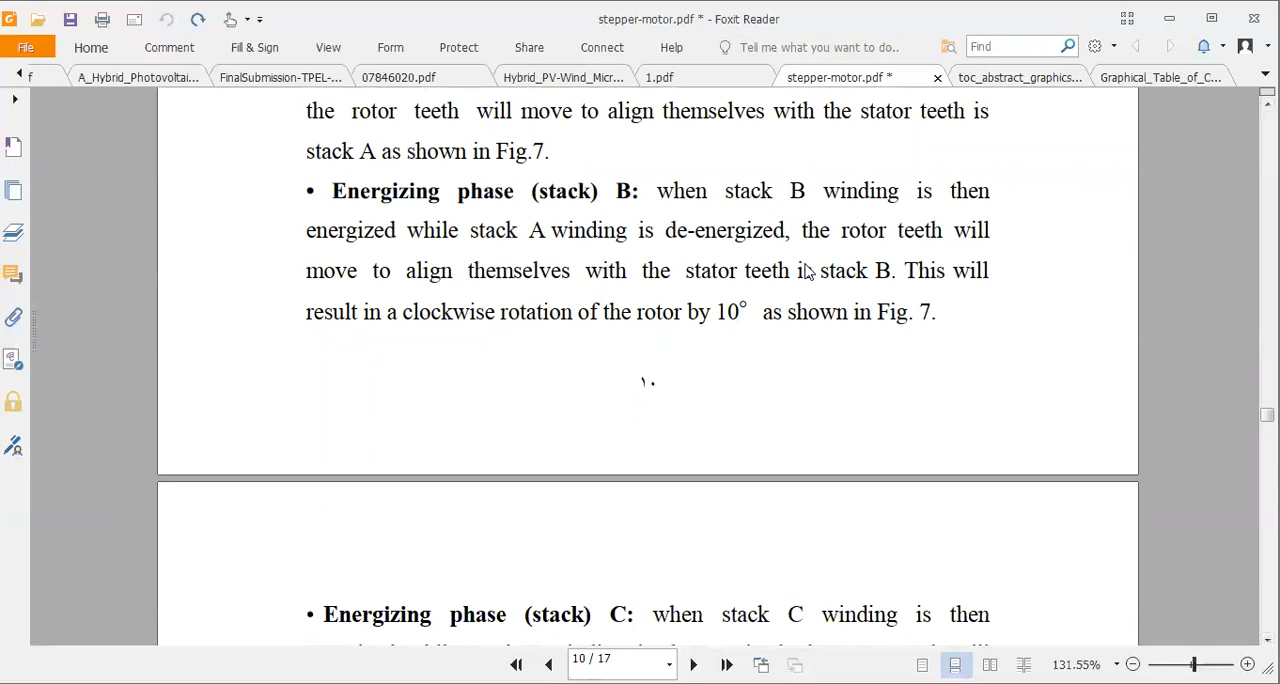 stepper-motor.pdf * - Foxit Reader
File Home Comment Fill & Sign View Form Protect Share Connect Help Tell me what you want to do.. Find
f A_Hybrid_Photovoltai... FinalSubmission-TPEL-... 07846020.pdf Hybrid_PV-Wind_Micr... 1.pdf stepper-motor.pdf * toc_abstract_graphics... Graphical_Table_of_C...
the rotor teeth will move to align themselves with the stator teeth is
stack A as shown in Fig.7.
• Energizing phase (stack) B: when stack B winding is then
energized while stack A winding is de-energized, the rotor teeth will
move to align themselves with the stator teeth is stack B. This will
result in a clockwise rotation of the rotor by 10° as shown in Fig. 7.
١٠
• Energizing phase (stack) C: when stack C winding is then
10 / 17 131.55%